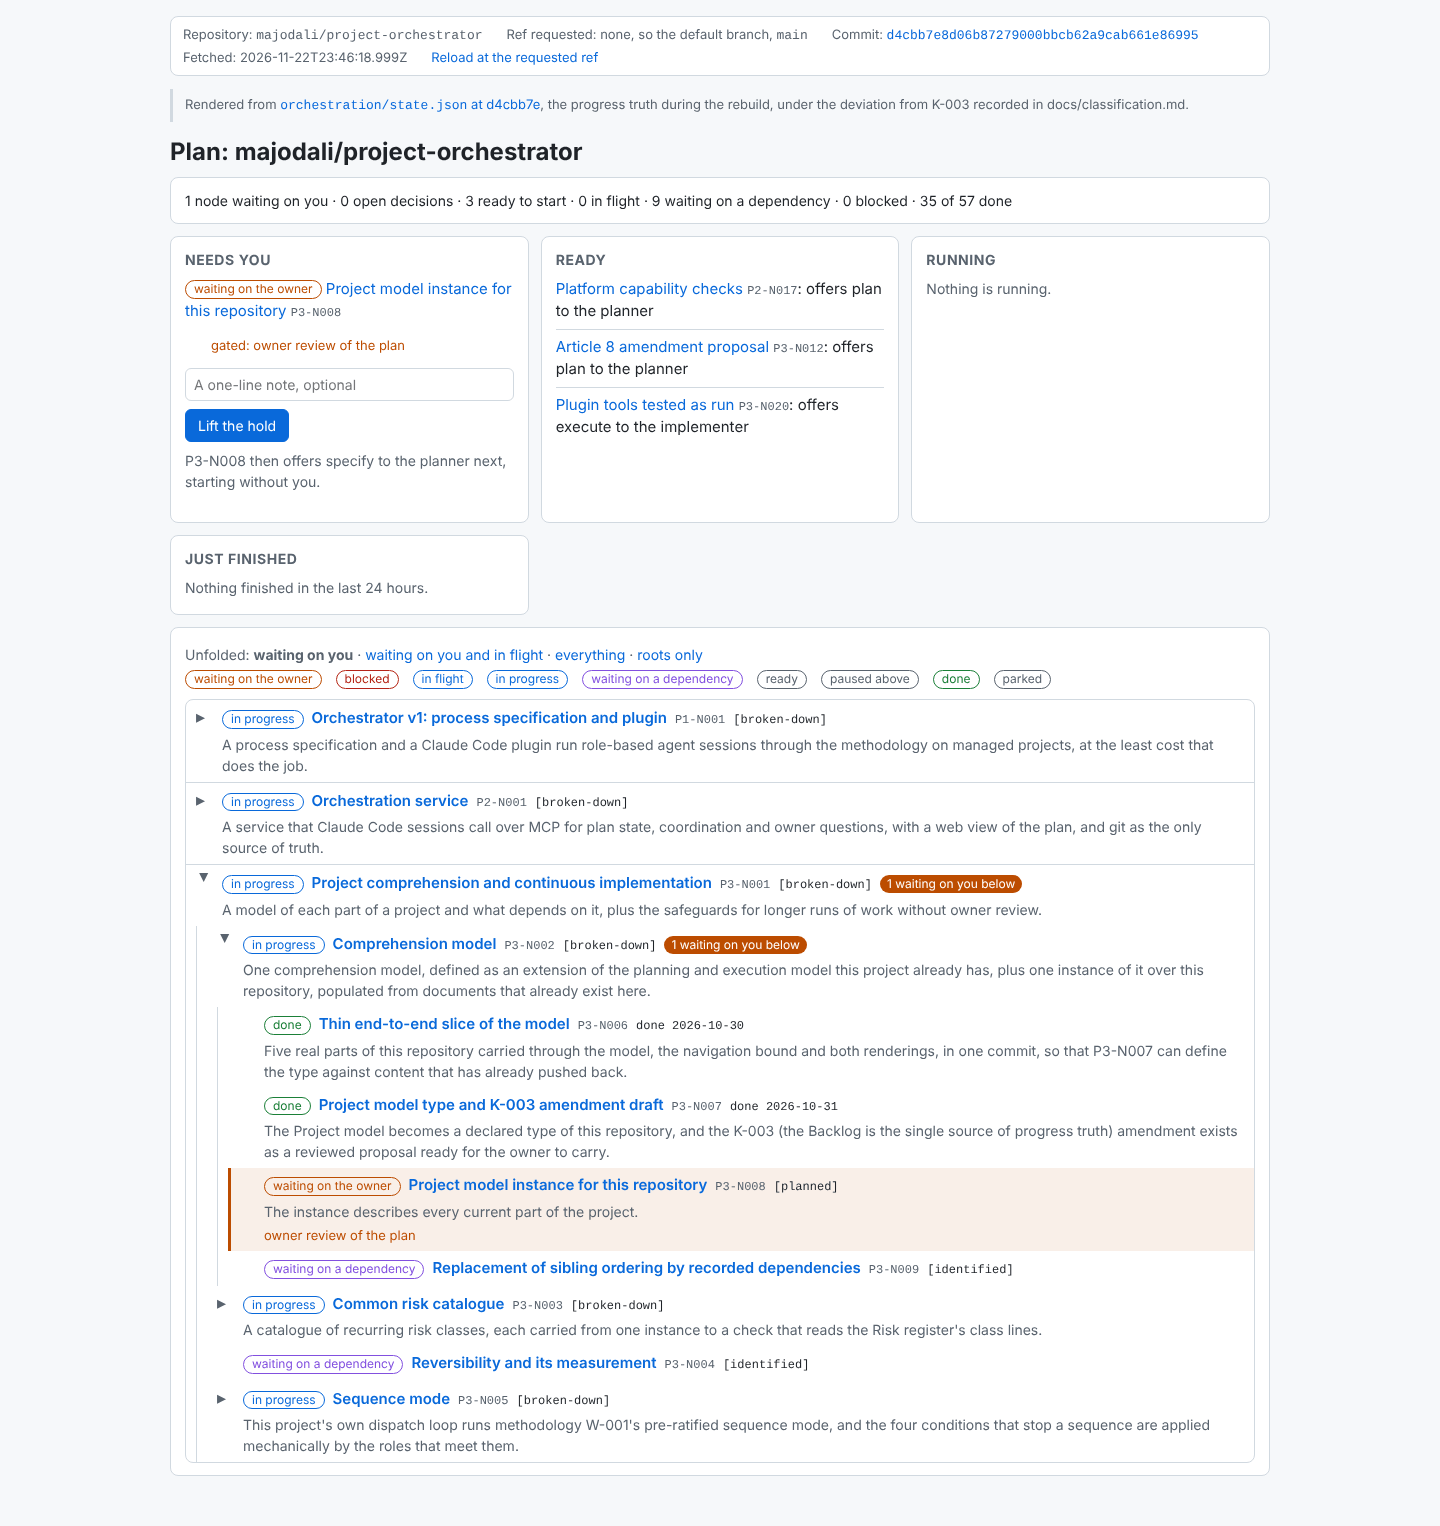 Repository: majodali/project-orchestrator Ref requested: none, so the default branch, main Commit: d4cbb7e8d06b87279000bbcb62a9cab661e86995
Fetched: 2026-11-22T23:46:18.999Z Reload at the requested ref
Rendered from orchestration/state.json at d4cbb7e, the progress truth during the rebuild, under the deviation from K-003 recorded in docs/classification.md.
Plan: majodali/project-orchestrator
1 node waiting on you · 0 open decisions · 3 ready to start · 0 in flight · 9 waiting on a dependency · 0 blocked · 35 of 57 done
NEEDS YOU
waiting on the owner Project model instance for
this repository P3-N008
gated: owner review of the plan
A one-line note, optional
Lift the hold
P3-N008 then offers specify to the planner next,
starting without you.
READY
Platform capability checks P2-N017: offers plan
to the planner
Article 8 amendment proposal P3-N012: offers
plan to the planner
Plugin tools tested as run P3-N020: offers
execute to the implementer
RUNNING
Nothing is running.
JUST FINISHED
Nothing finished in the last 24 hours.
Unfolded: waiting on you · waiting on you and in flight · everything · roots only
waiting on the owner blocked in flight in progress waiting on a dependency ready paused above done parked
▶ in progress Orchestrator v1: process specification and plugin P1-N001 [broken-down]
A process specification and a Claude Code plugin run role-based agent sessions through the methodology on managed projects, at the least cost that
does the job.
▶ in progress Orchestration service P2-N001 [broken-down]
A service that Claude Code sessions call over MCP for plan state, coordination and owner questions, with a web view of the plan, and git as the only
source of truth.
▼ in progress Project comprehension and continuous implementation P3-N001 [broken-down] 1 waiting on you below
A model of each part of a project and what depends on it, plus the safeguards for longer runs of work without owner review.
▼ in progress Comprehension model P3-N002 [broken-down] 1 waiting on you below
One comprehension model, defined as an extension of the planning and execution model this project already has, plus one instance of it over this
repository, populated from documents that already exist here.
done Thin end-to-end slice of the model P3-N006 done 2026-10-30
Five real parts of this repository carried through the model, the navigation bound and both renderings, in one commit, so that P3-N007 can define
the type against content that has already pushed back.
done Project model type and K-003 amendment draft P3-N007 done 2026-10-31
The Project model becomes a declared type of this repository, and the K-003 (the Backlog is the single source of progress truth) amendment exists
as a reviewed proposal ready for the owner to carry.
waiting on the owner Project model instance for this repository P3-N008 [planned]
The instance describes every current part of the project.
owner review of the plan
waiting on a dependency Replacement of sibling ordering by recorded dependencies P3-N009 [identified]
▶ in progress Common risk catalogue P3-N003 [broken-down]
A catalogue of recurring risk classes, each carried from one instance to a check that reads the Risk register's class lines.
waiting on a dependency Reversibility and its measurement P3-N004 [identified]
▶ in progress Sequence mode P3-N005 [broken-down]
This project's own dispatch loop runs methodology W-001's pre-ratified sequence mode, and the four conditions that stop a sequence are applied
mechanically by the roles that meet them.